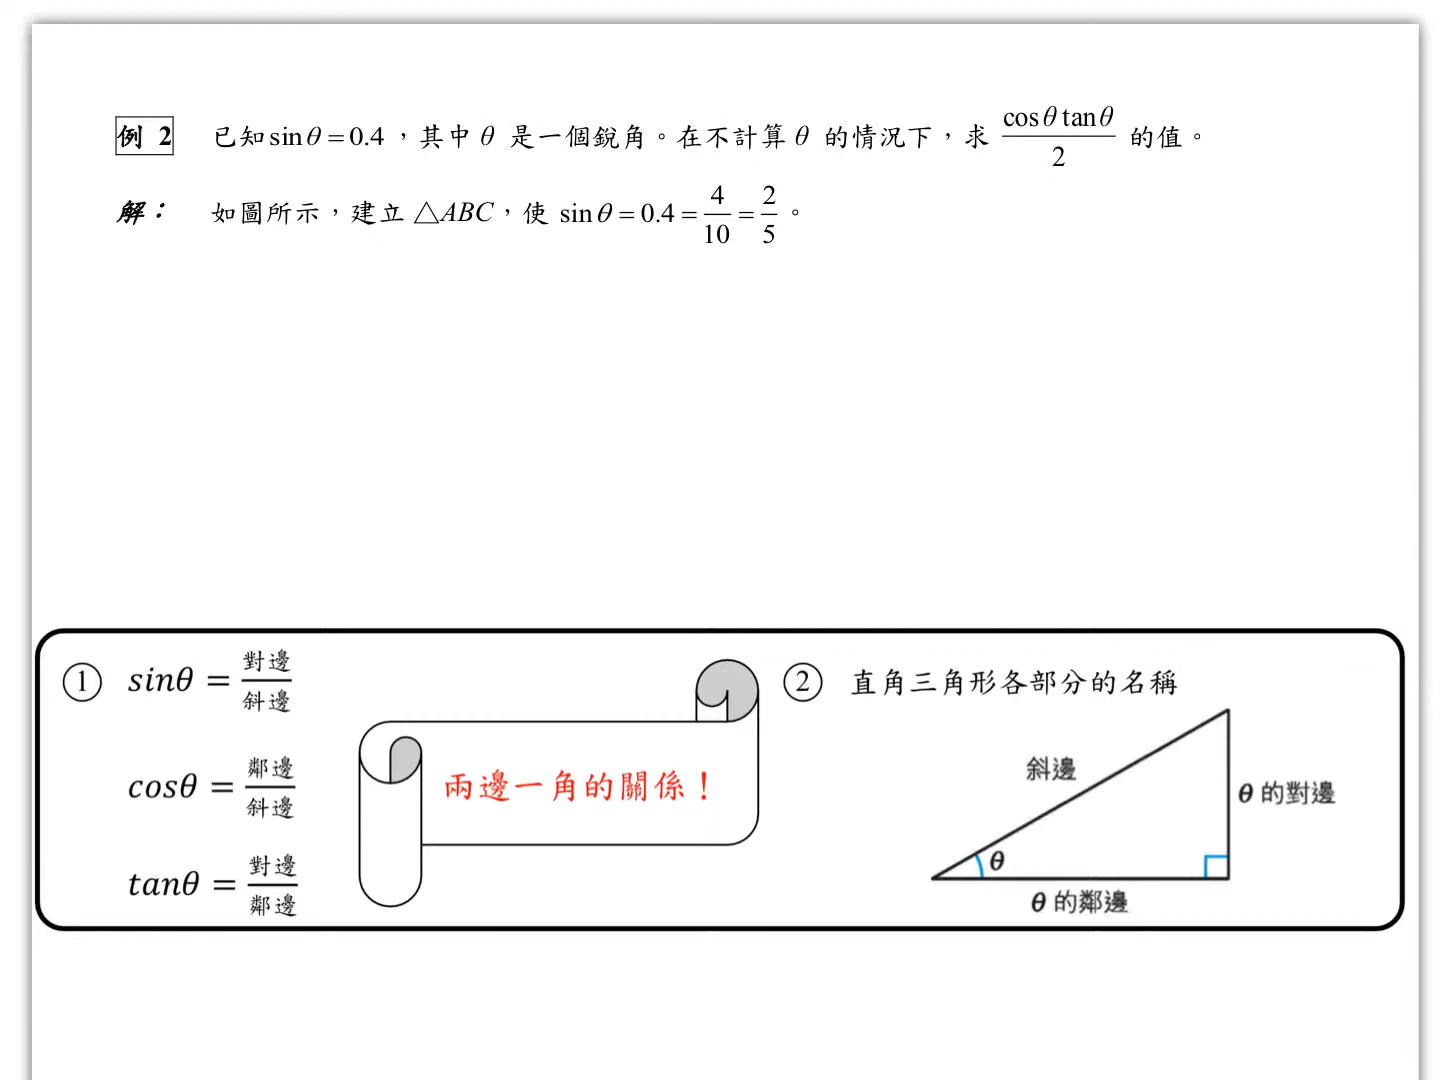 例 2 已知 sinθ = 0.4，其中 θ 是一個銳角。在不計算 θ 的情況下，求 cosθ tanθ / 2 的值。
解： 如圖所示，建立 △ABC，使 sinθ = 0.4 = 4/10 = 2/5。
① sinθ = 對邊/斜邊
cosθ = 鄰邊/斜邊
tanθ = 對邊/鄰邊
兩邊一角的關係！
② 直角三角形各部分的名稱
斜邊
θ 的對邊
θ
θ 的鄰邊